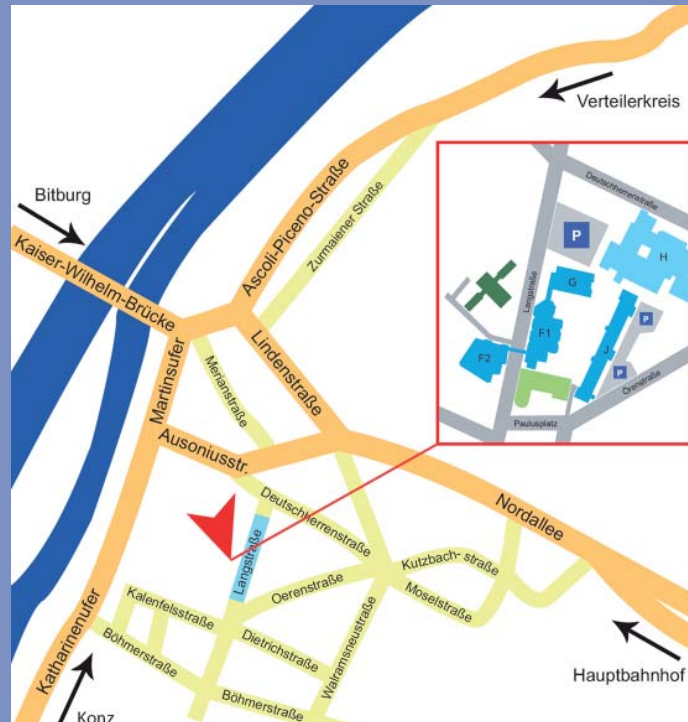 Verteilerkreis
Bitburg
Kaiser-Wilhelm-Brücke
Ascoli-Piceno-Straße
Zurmaiener Straße
Deutschherrenstraße
P
H
Langstraße
G
F1
F2
J
P
P
Örenstraße
Paulusplatz
Martinsufer
Merianstraße
Lindenstraße
Ausoniusstr.
Nordallee
Deutschherrenstraße
Langstraße
Oerenstraße
Kutzbach-straße
Moselstraße
Kalenfelsstraße
Dietrichstraße
Walramsneustraße
Böhmerstraße
Böhmerstraße
Katharinenufer
Hauptbahnhof
Konz